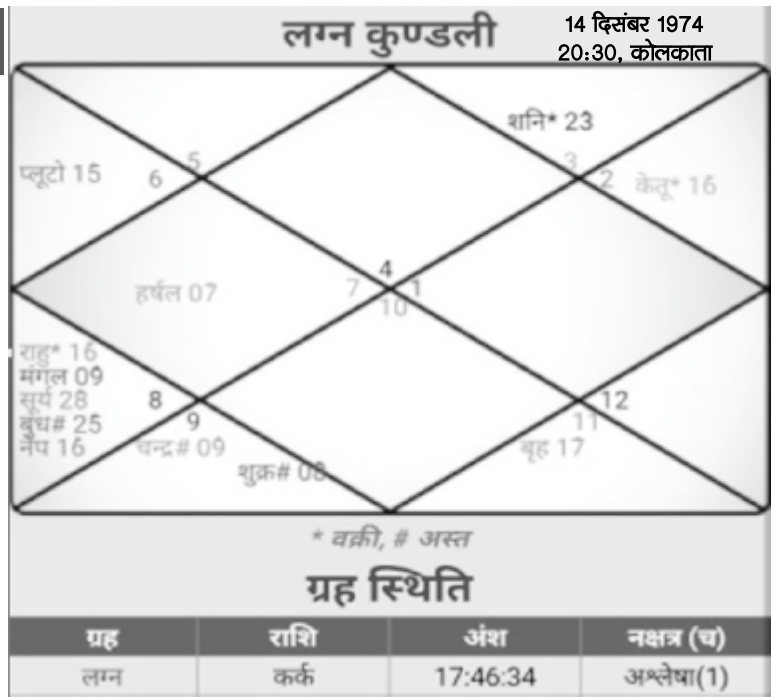 लग्न कुण्डली
14 दिसंबर 1974
20:30, कोलकाता
शनि* 23
5
3
प्लूटो 15
6
2
केतू* 16
4
हर्षल 07
7
1
10
राहु* 16
मंगल 09
सूर्य 28
8
12
बुध# 25
9
11
नेप 16
चन्द्र# 09
बृह 17
शुक्र# 08
* वक्री, # अस्त
ग्रह स्थिति
ग्रह राशि अंश नक्षत्र (च)
लग्न कर्क 17:46:34 अश्लेषा(1)